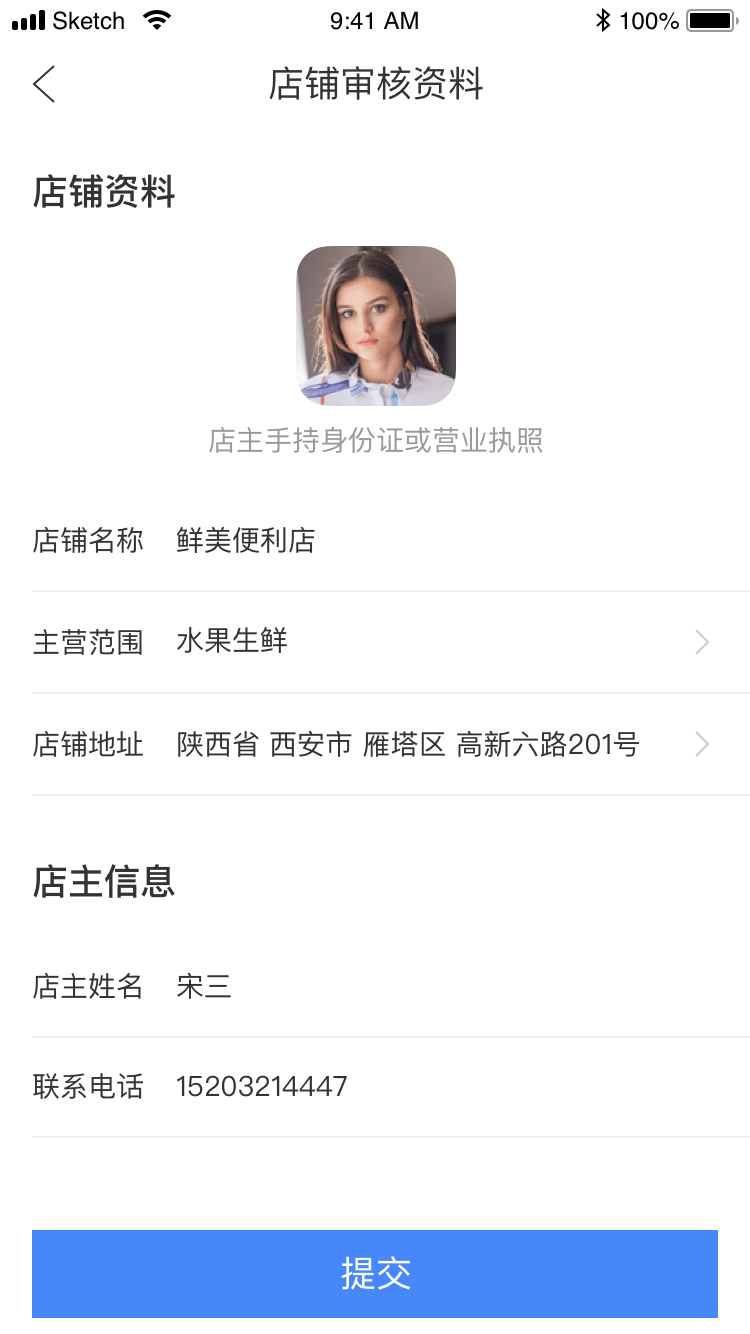 Sketch 9:41 AM 100%
店铺审核资料
店铺资料
店主手持身份证或营业执照
店铺名称 鲜美便利店
主营范围 水果生鲜
店铺地址 陕西省 西安市 雁塔区 高新六路201号
店主信息
店主姓名 宋三
联系电话 15203214447
提交